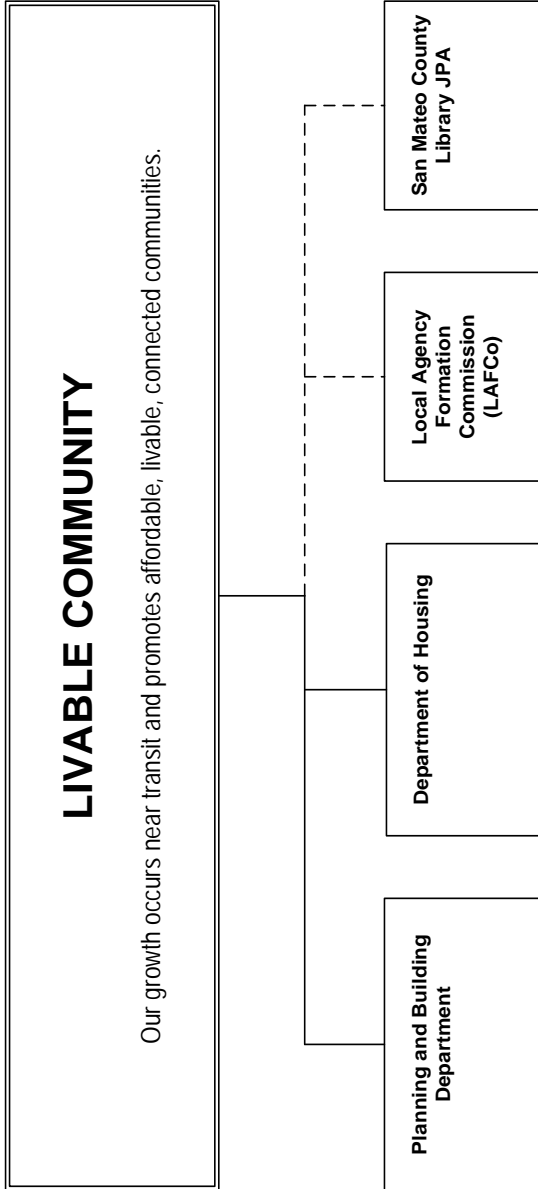 LIVABLE COMMUNITY
Our growth occurs near transit and promotes affordable, livable, connected communities.
Planning and Building
Department
Department of Housing
Local Agency
Formation
Commission
(LAFCo)
San Mateo County
Library JPA